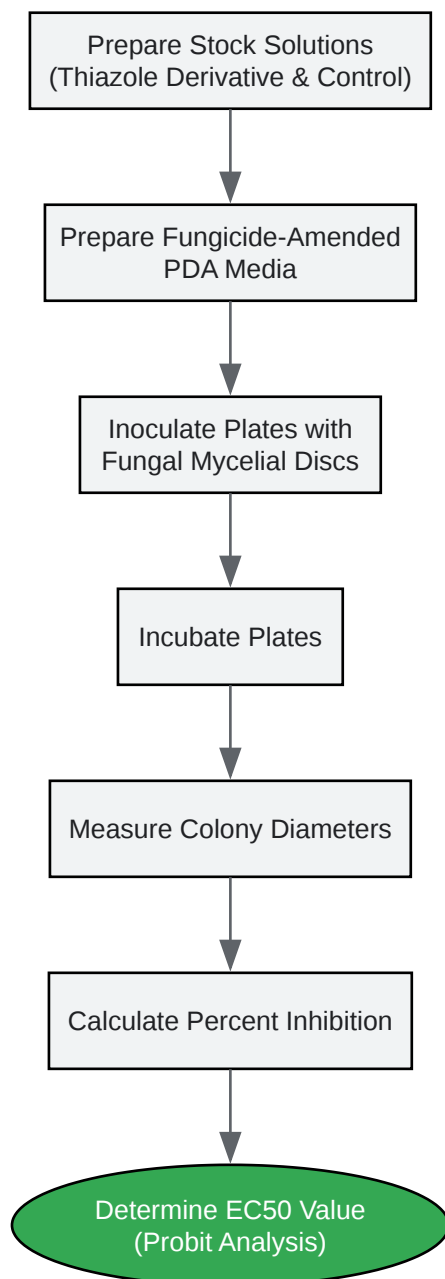 Prepare Stock Solutions
(Thiazole Derivative & Control)
Prepare Fungicide-Amended
PDA Media
Inoculate Plates with
Fungal Mycelial Discs
Incubate Plates
Measure Colony Diameters
Calculate Percent Inhibition
Determine EC50 Value
(Probit Analysis)